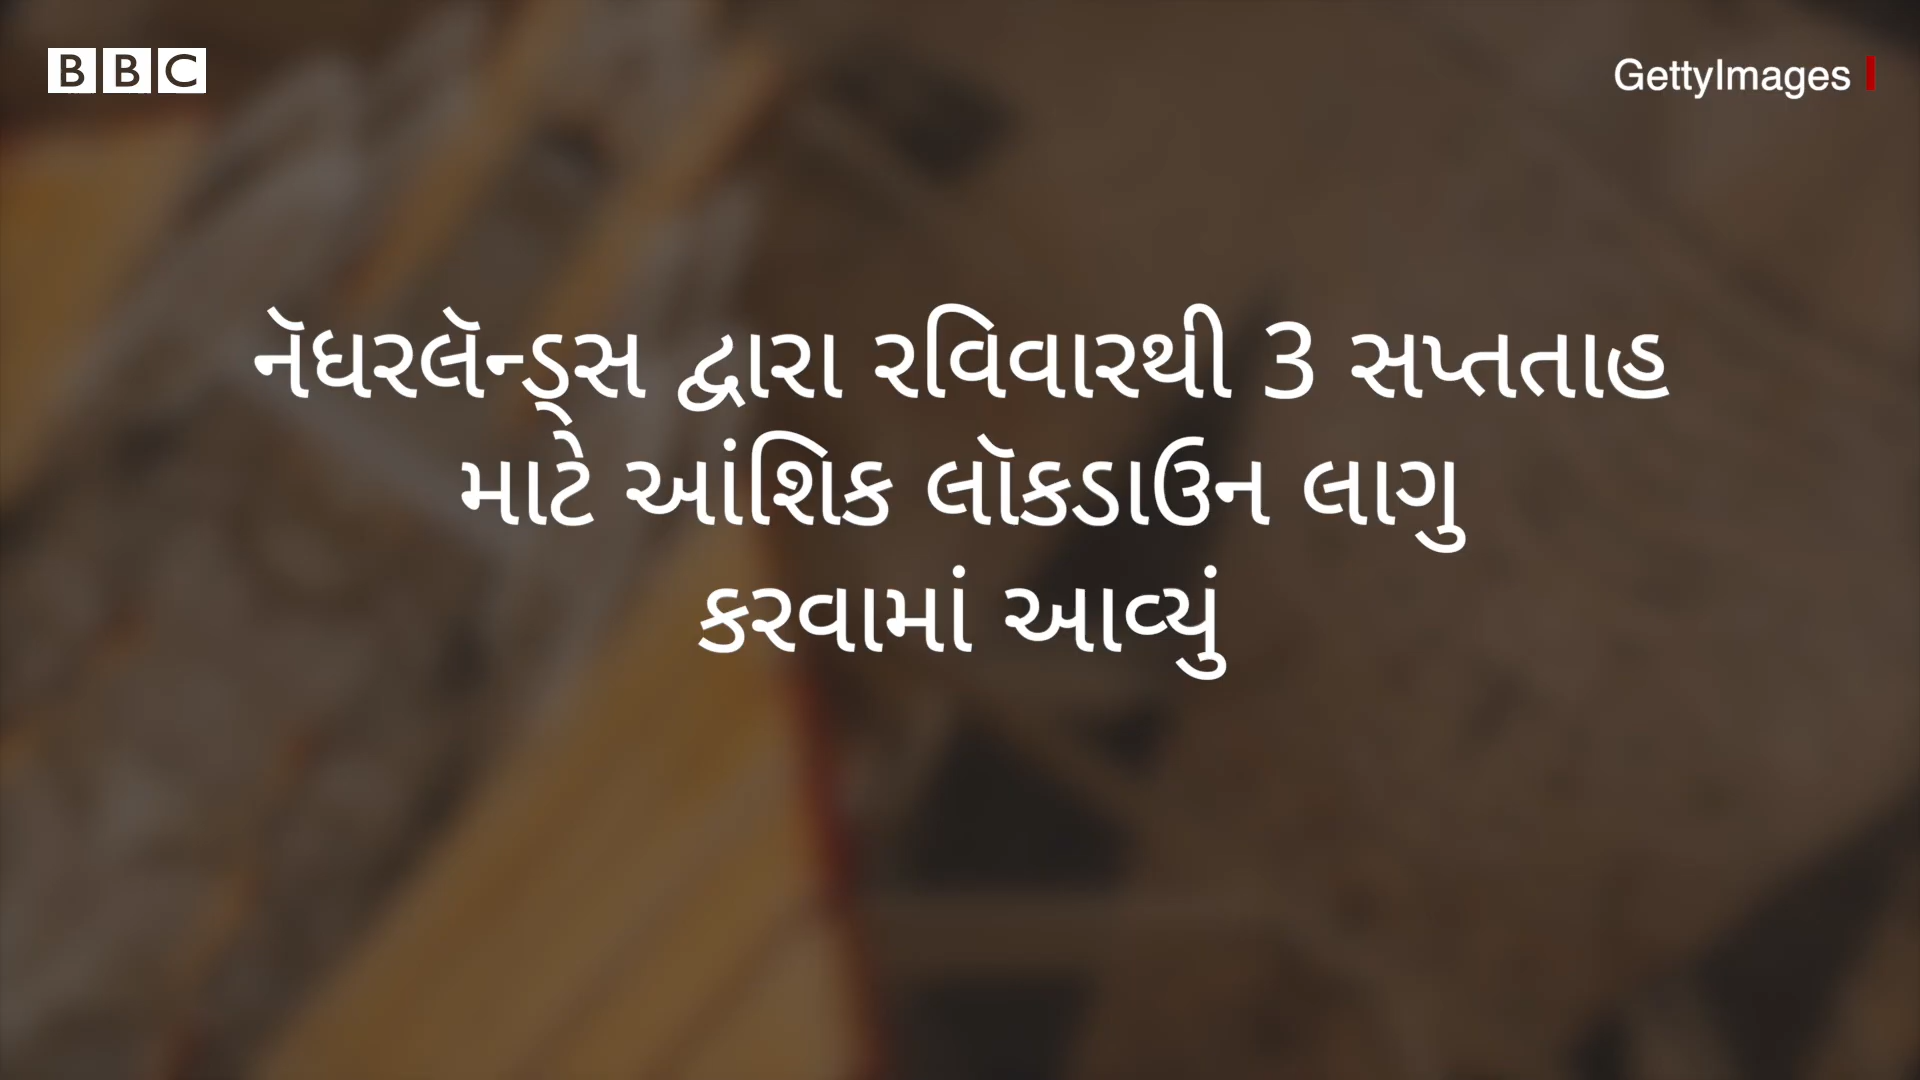 BBC
GettyImages
નૅધરલૅન્ડ્સ દ્વારા રવિવારથી 3 સપ્તતાહ
માટે આંશિક લૉકડાઉન લાગુ
કરવામાં આવ્યું